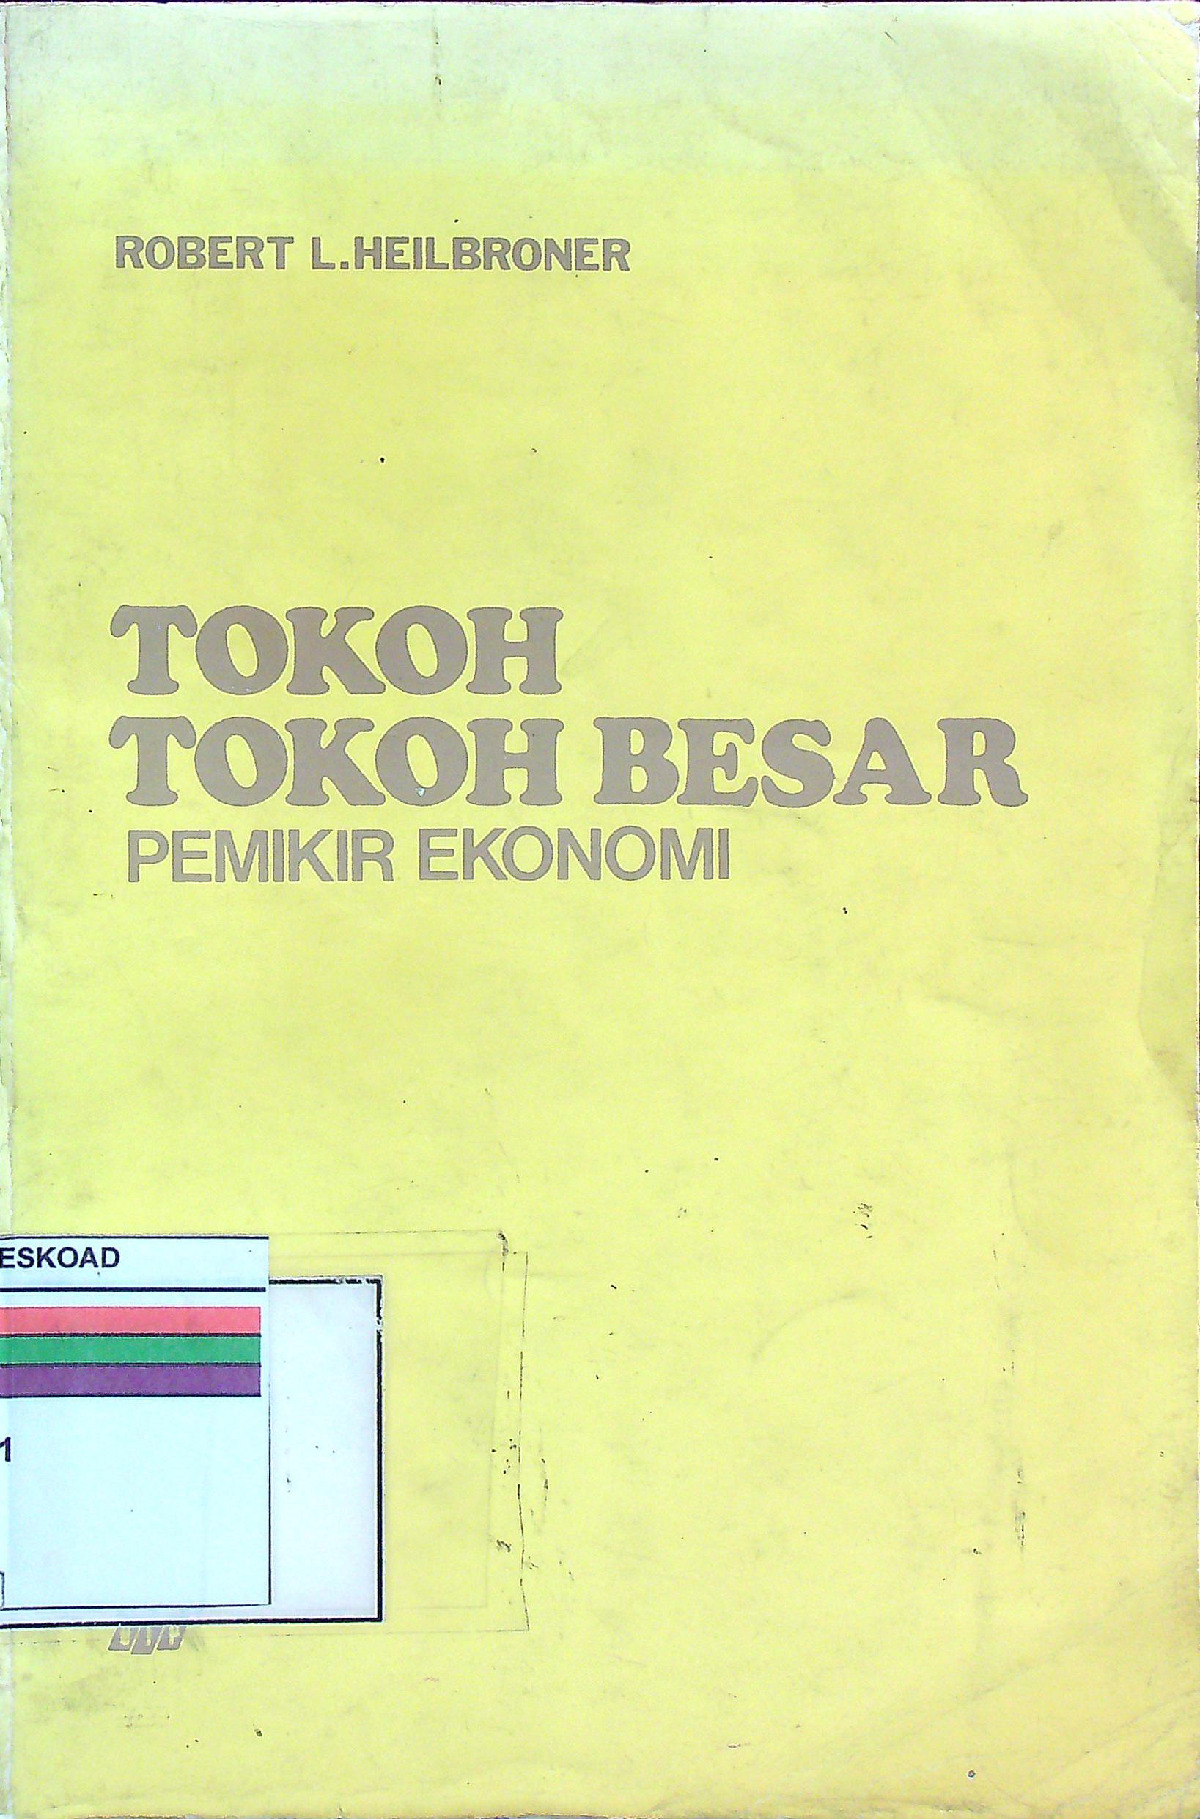 ROBERT L.HEILBRONER
TOKOH
TOKOH BESAR
PEMIKIR EKONOMI
ESKOAD
1